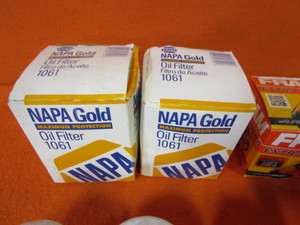 NAPA Gold
Oil Filter
Filtro de Aceite
1061
NAPA Gold
MAXIMUM PROTECTION
Oil Filter
1061
NAPA
NAPA Gold
Oil Filter
Filtro de Aceite
1061
NAPA Gold
MAXIMUM PROTECTION
Oil Filter
1061
NAPA
FRA